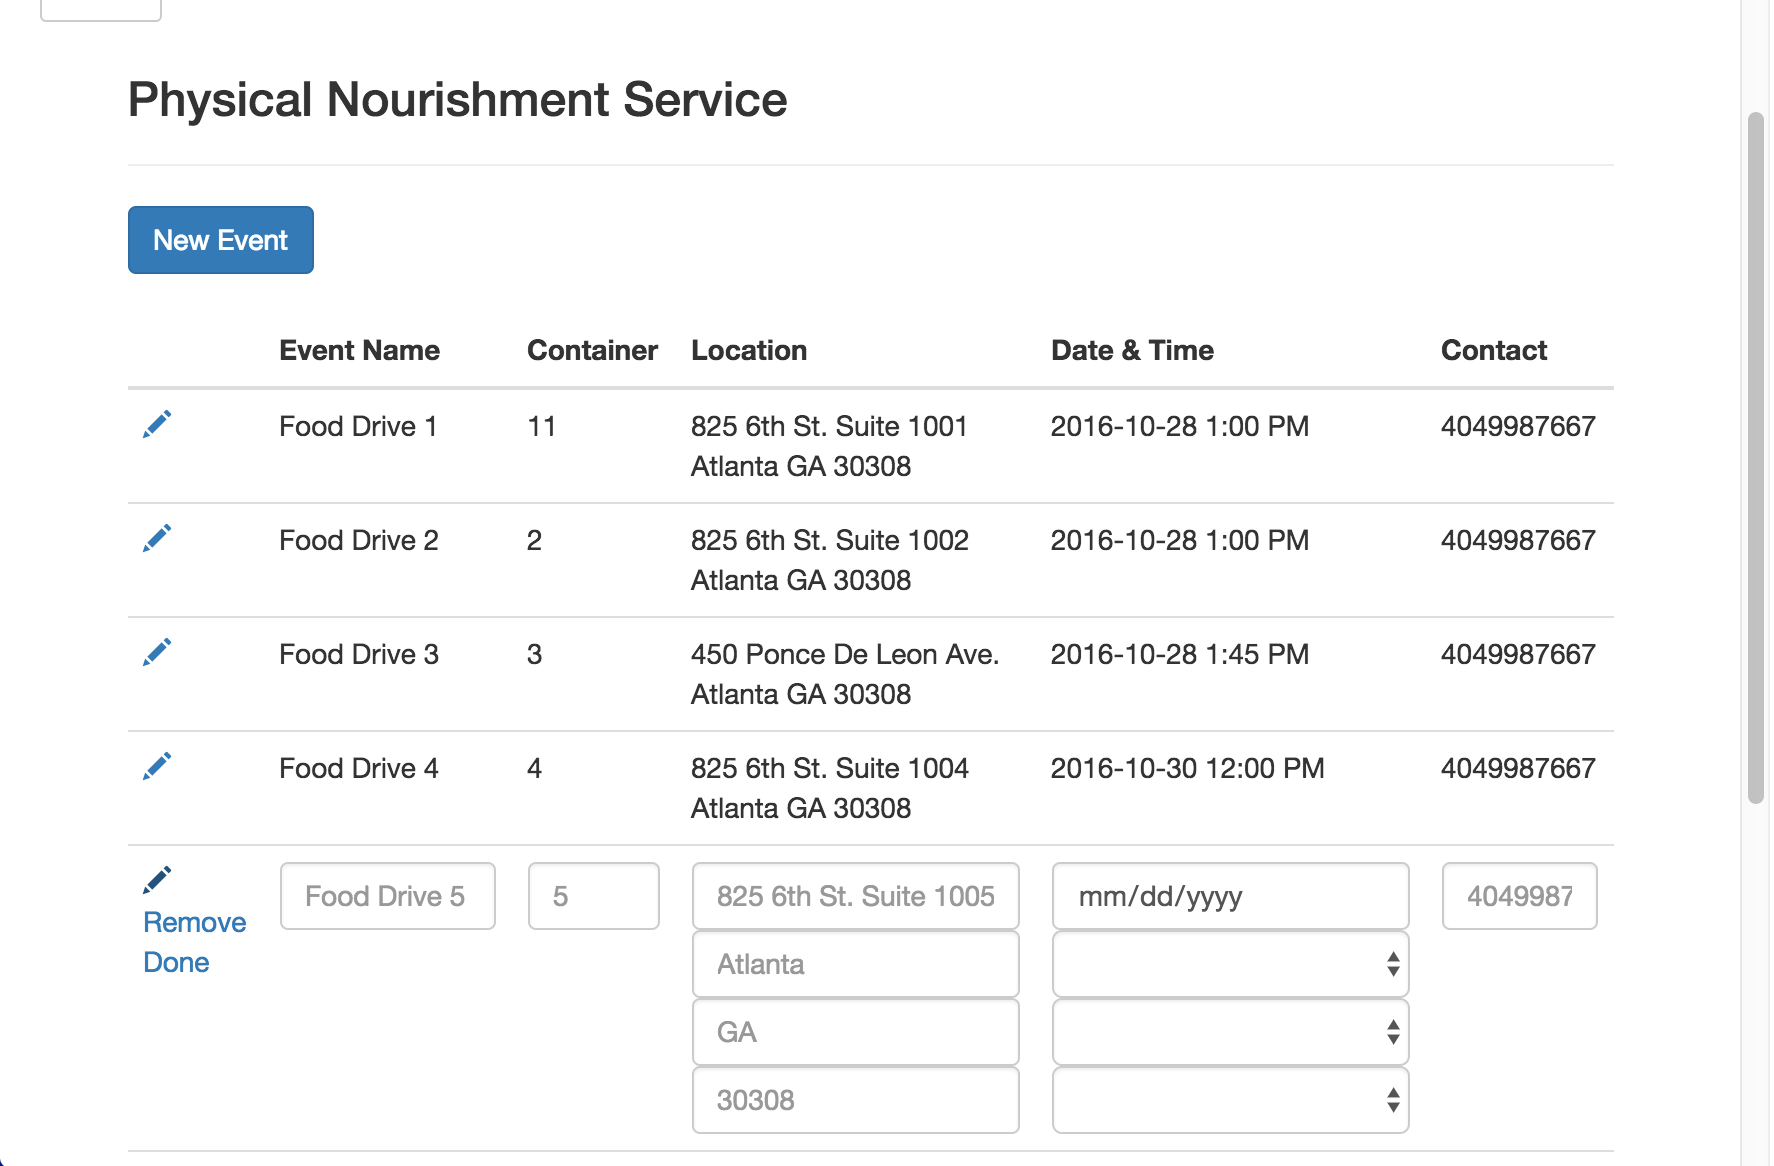 Physical Nourishment Service
New Event
Event Name Container Location Date & Time Contact
Food Drive 1 11 825 6th St. Suite 1001 2016-10-28 1:00 PM 4049987667
Atlanta GA 30308
Food Drive 2 2 825 6th St. Suite 1002 2016-10-28 1:00 PM 4049987667
Atlanta GA 30308
Food Drive 3 3 450 Ponce De Leon Ave. 2016-10-28 1:45 PM 4049987667
Atlanta GA 30308
Food Drive 4 4 825 6th St. Suite 1004 2016-10-30 12:00 PM 4049987667
Atlanta GA 30308
Food Drive 5 5 825 6th St. Suite 1005 mm/dd/yyyy 4049987
Remove
Done Atlanta
GA
30308